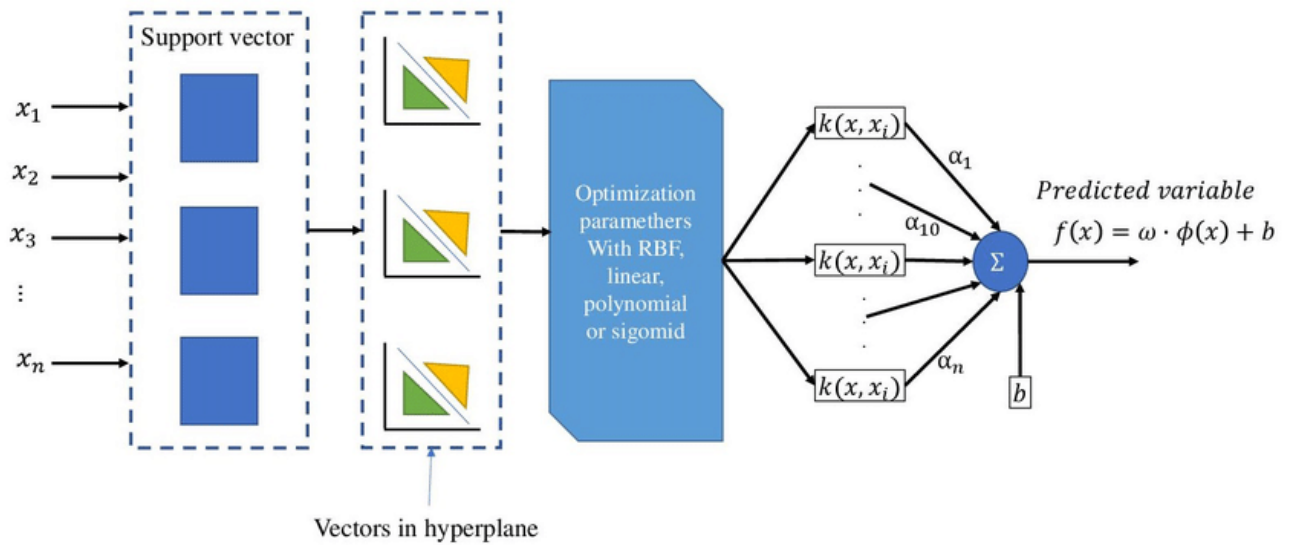 Support vector
x₁
x₂
x₃
⋮
xₙ
Vectors in hyperplane
Optimization
paramethers
With RBF,
linear,
polynomial
or sigomid
k(x, xᵢ)
α₁
α₁₀
k(x, xᵢ)
k(x, xᵢ)
αₙ
Σ
b
Predicted variable
f(x) = ω · ϕ(x) + b